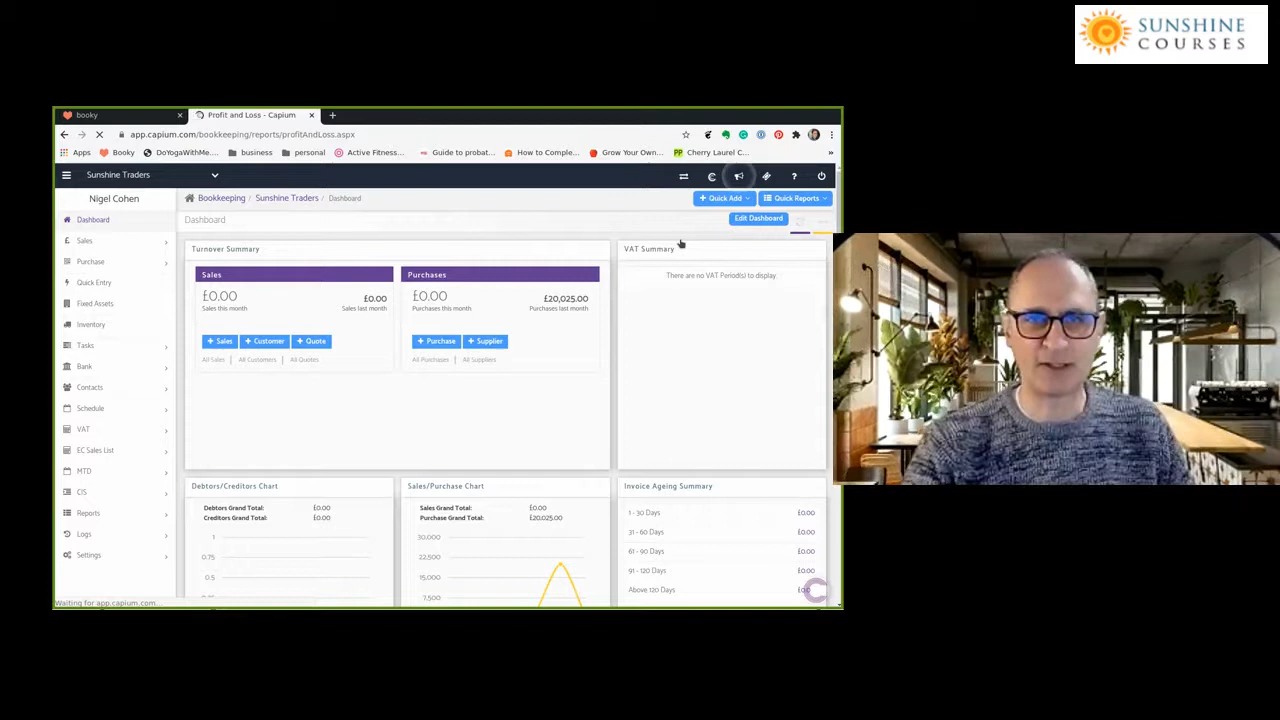 SUNSHINE
COURSES
booky
Profit and Loss - Capium
app.capium.com/bookkeeping/reports/profitAndLoss.aspx
Apps Booky DoYogaWithMe.... business personal Active Fitness... Guide to probat... How to Comple... Grow Your Own... Cherry Laurel C... »
Sunshine Traders
Nigel Cohen
Bookkeeping / Sunshine Traders / Dashboard
+ Quick Add
Quick Reports
Dashboard
Edit Dashboard
Dashboard
Sales
Purchase
Quick Entry
Fixed Assets
Inventory
Tasks
Bank
Contacts
Schedule
VAT
EC Sales List
MTD
CIS
Reports
Logs
Settings
Turnover Summary
Sales
£0.00 £0.00
Sales this month Sales last month
+ Sales + Customer + Quote
All Sales | All Customers | All Quotes
Purchases
£0.00 £20,025.00
Purchases this month Purchases last month
+ Purchase + Supplier
All Purchases | All Suppliers
VAT Summary
There are no VAT Period(s) to display.
Debtors/Creditors Chart
Debtors Grand Total: £0.00
Creditors Grand Total: £0.00
1
0.75
0.5
Sales/Purchase Chart
Sales Grand Total: £0.00
Purchase Grand Total: £20,025.00
30,000
22,500
15,000
7,500
Invoice Ageing Summary
1 - 30 Days £0.00
31 - 60 Days £0.00
61 - 90 Days £0.00
91 - 120 Days £0.00
Above 120 Days
Waiting for app.capium.com...